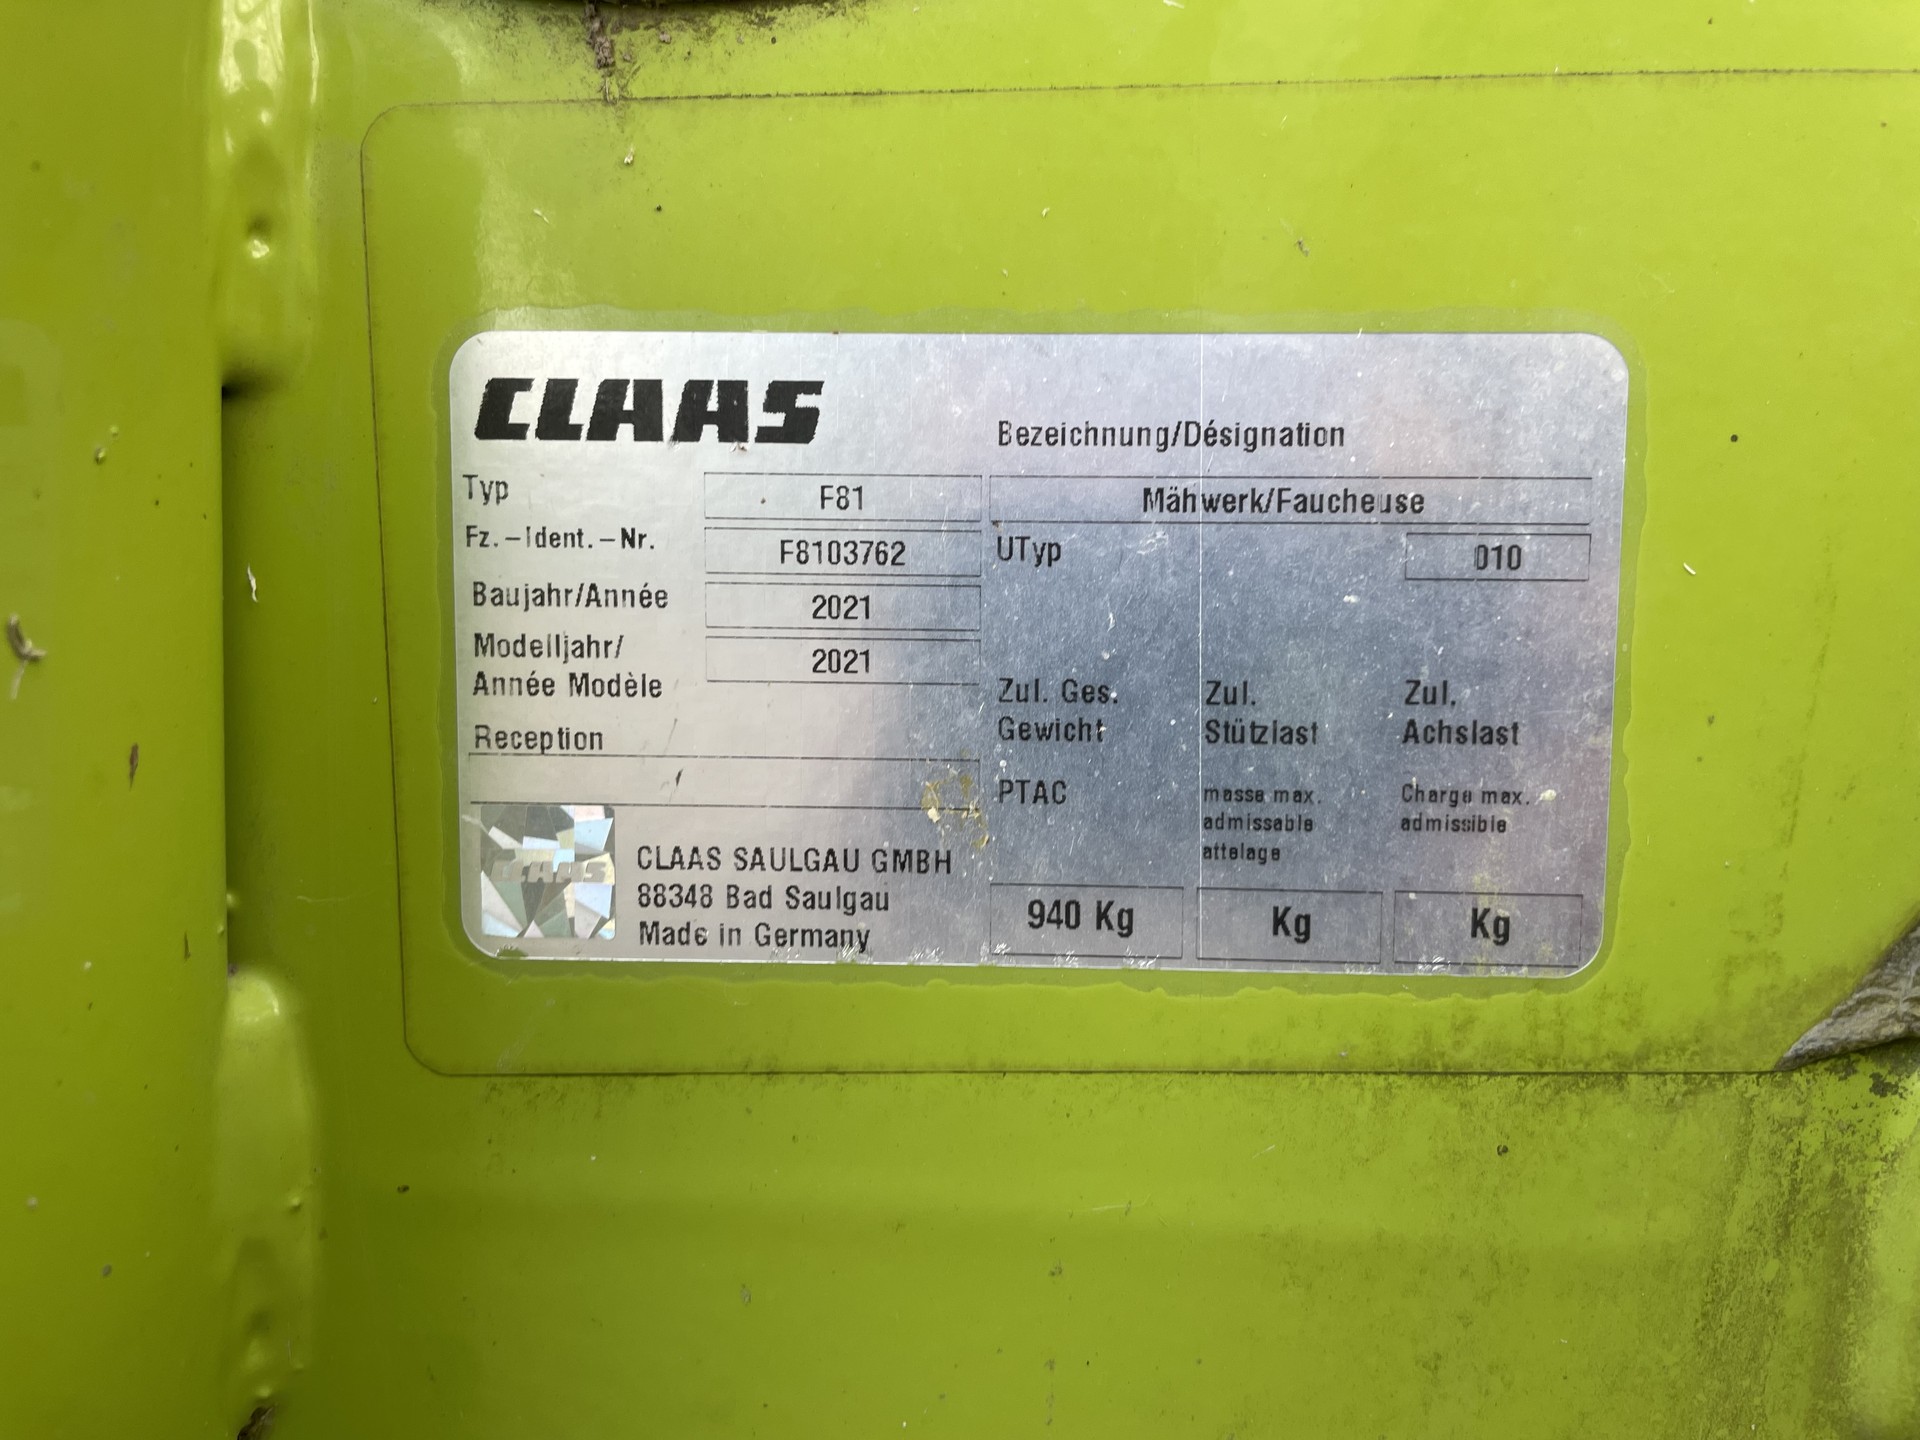 CLAAS
Bezeichnung/Désignation
Typ F81 Mähwerk/Faucheuse
Fz.-Ident.-Nr. F8103762 UTyp 010
Baujahr/Année 2021
Modelljahr/
Année Modèle 2021
Reception
Zul. Ges.
Gewicht
PTAC
940 Kg
Zul.
Stützlast
masse max.
admissable
attelage
Kg
Zul.
Achslast
Charge max.
admissible
Kg
CLAAS
CLAAS SAULGAU GMBH
88348 Bad Saulgau
Made in Germany